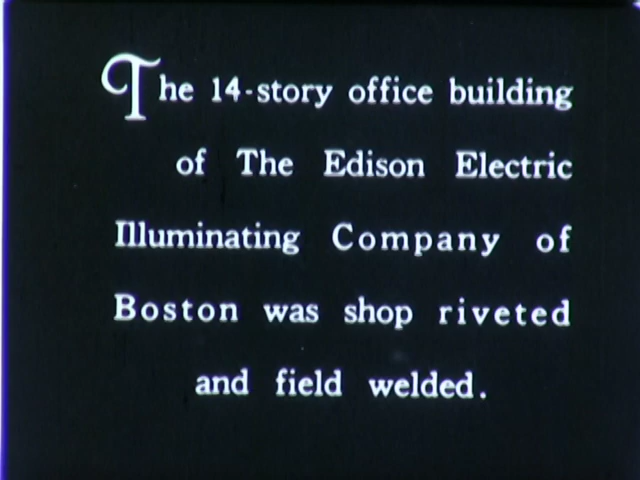 The 14-story office building
of The Edison Electric
Illuminating Company of
Boston was shop riveted
and field welded.